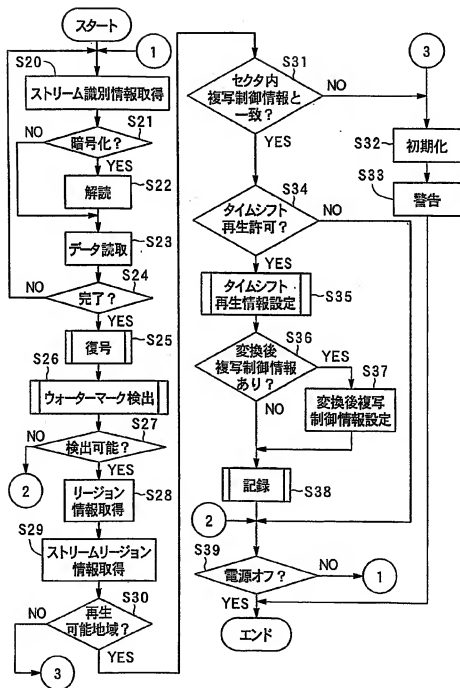 スタート
1
S20
ストリーム識別情報取得
S21
NO
暗号化?
YES
S22
解読
S23
データ読取
S24
NO
完了?
YES
S25
復号
S26
ウォーターマーク検出
S27
NO
検出可能?
2
YES
S28
リージョン
情報取得
S29
ストリームリージョン
情報取得
S30
NO
再生
可能地域?
3
YES
S31
セクタ内
複写制御情報と
一致?
NO
YES
3
S32
初期化
S33
警告
S34
タイムシフト
再生許可?
NO
YES
タイムシフト
再生情報設定
S35
S36
変換後
複写制御情報
あり?
YES
NO
S37
変換後複写
制御情報設定
記録
S38
2
S39
電源オフ?
NO
1
YES
エンド